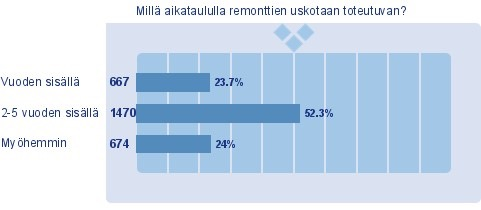 Millä aikataululla remonttien uskotaan toteutuvan?
Vuoden sisällä 667 23.7%
2-5 vuoden sisällä 1470 52.3%
Myöhemmin 674 24%